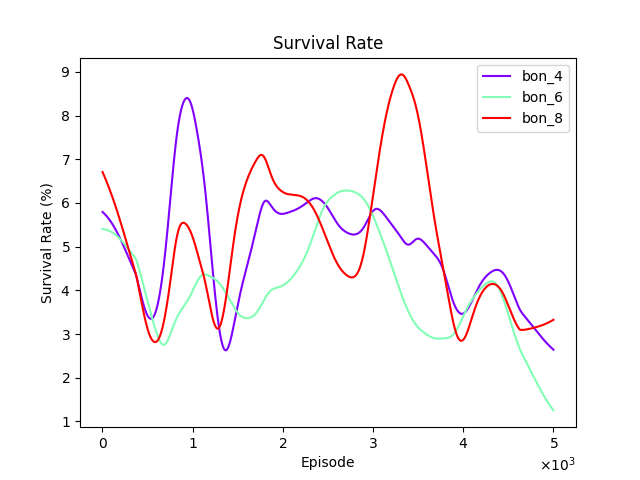 Survival Rate
bon_4
bon_6
bon_8
Survival Rate (%)
9
8
7
6
5
4
3
2
1
0 1 2 3 4 5
Episode
×10³